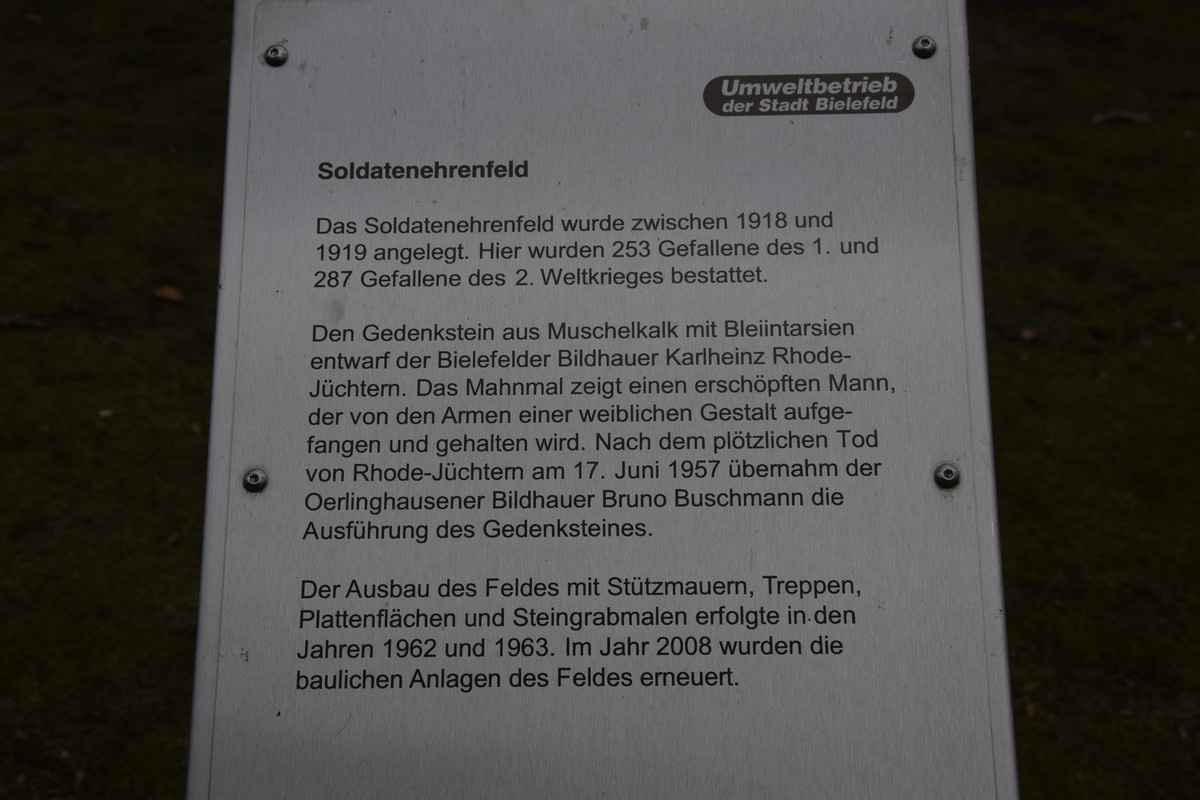 Umweltbetrieb
der Stadt Bielefeld
Soldatenehrenfeld
Das Soldatenehrenfeld wurde zwischen 1918 und
1919 angelegt. Hier wurden 253 Gefallene des 1. und
287 Gefallene des 2. Weltkrieges bestattet.
Den Gedenkstein aus Muschelkalk mit Bleiintarsien
entwarf der Bielefelder Bildhauer Karlheinz Rhode-
Jüchtern. Das Mahnmal zeigt einen erschöpften Mann,
der von den Armen einer weiblichen Gestalt aufge-
fangen und gehalten wird. Nach dem plötzlichen Tod
von Rhode-Jüchtern am 17. Juni 1957 übernahm der
Oerlinghausener Bildhauer Bruno Buschmann die
Ausführung des Gedenksteines.
Der Ausbau des Feldes mit Stützmauern, Treppen,
Plattenflächen und Steingrabmalen erfolgte in den
Jahren 1962 und 1963. Im Jahr 2008 wurden die
baulichen Anlagen des Feldes erneuert.